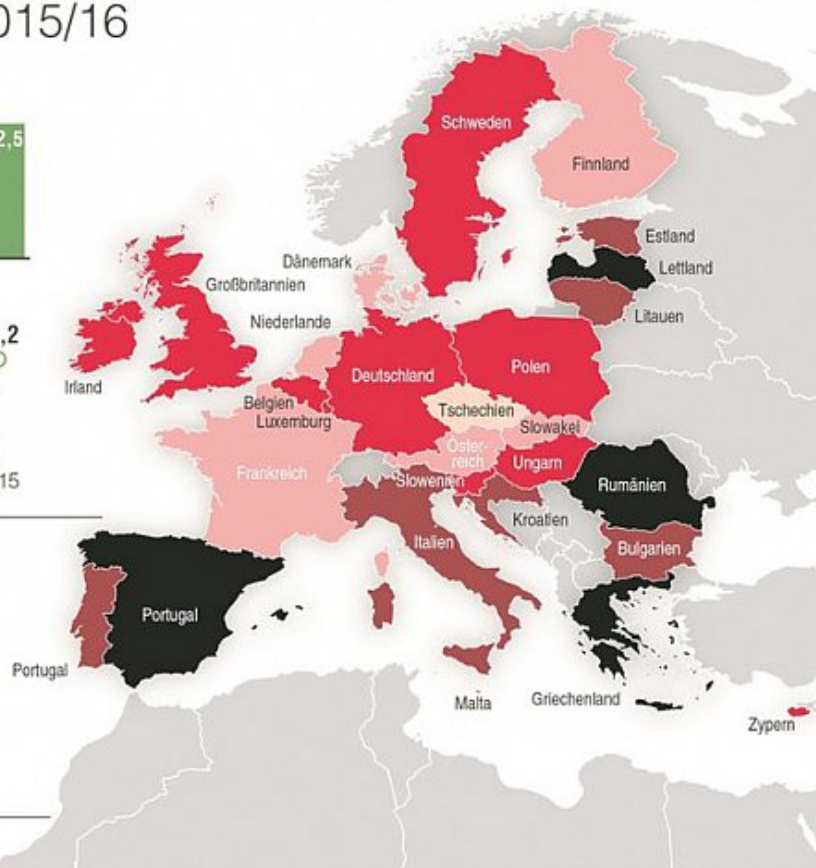 015/16
2,5
,2
15
Schweden
Finnland
Estland
Lettland
Litauen
Dänemark
Großbritannien
Niederlande
Irland
Deutschland
Polen
Belgien
Luxemburg
Tschechien
Slowakei
Öster-
reich
Ungarn
Frankreich
Slowenien
Rumänien
Kroatien
Italien
Bulgarien
Portugal
Portugal
Malta
Griechenland
Zypern